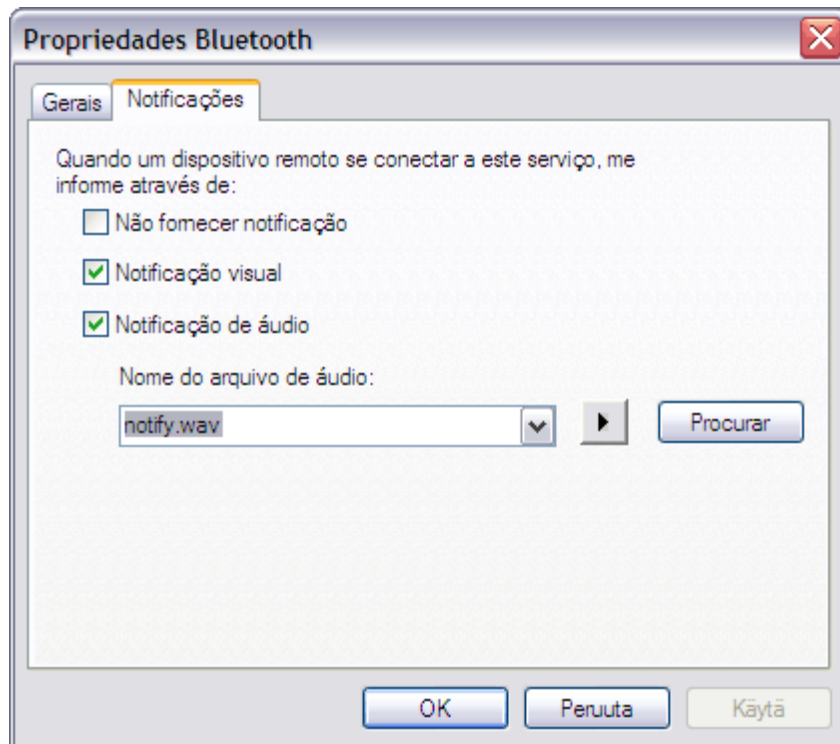 Propriedades Bluetooth
Gerais
Notificações
Quando um dispositivo remoto se conectar a este serviço, me
informe através de:
Não fornecer notificação
Notificação visual
Notificação de áudio
Nome do arquivo de áudio:
notify.wav
Procurar
OK
Peruuta
Käytä